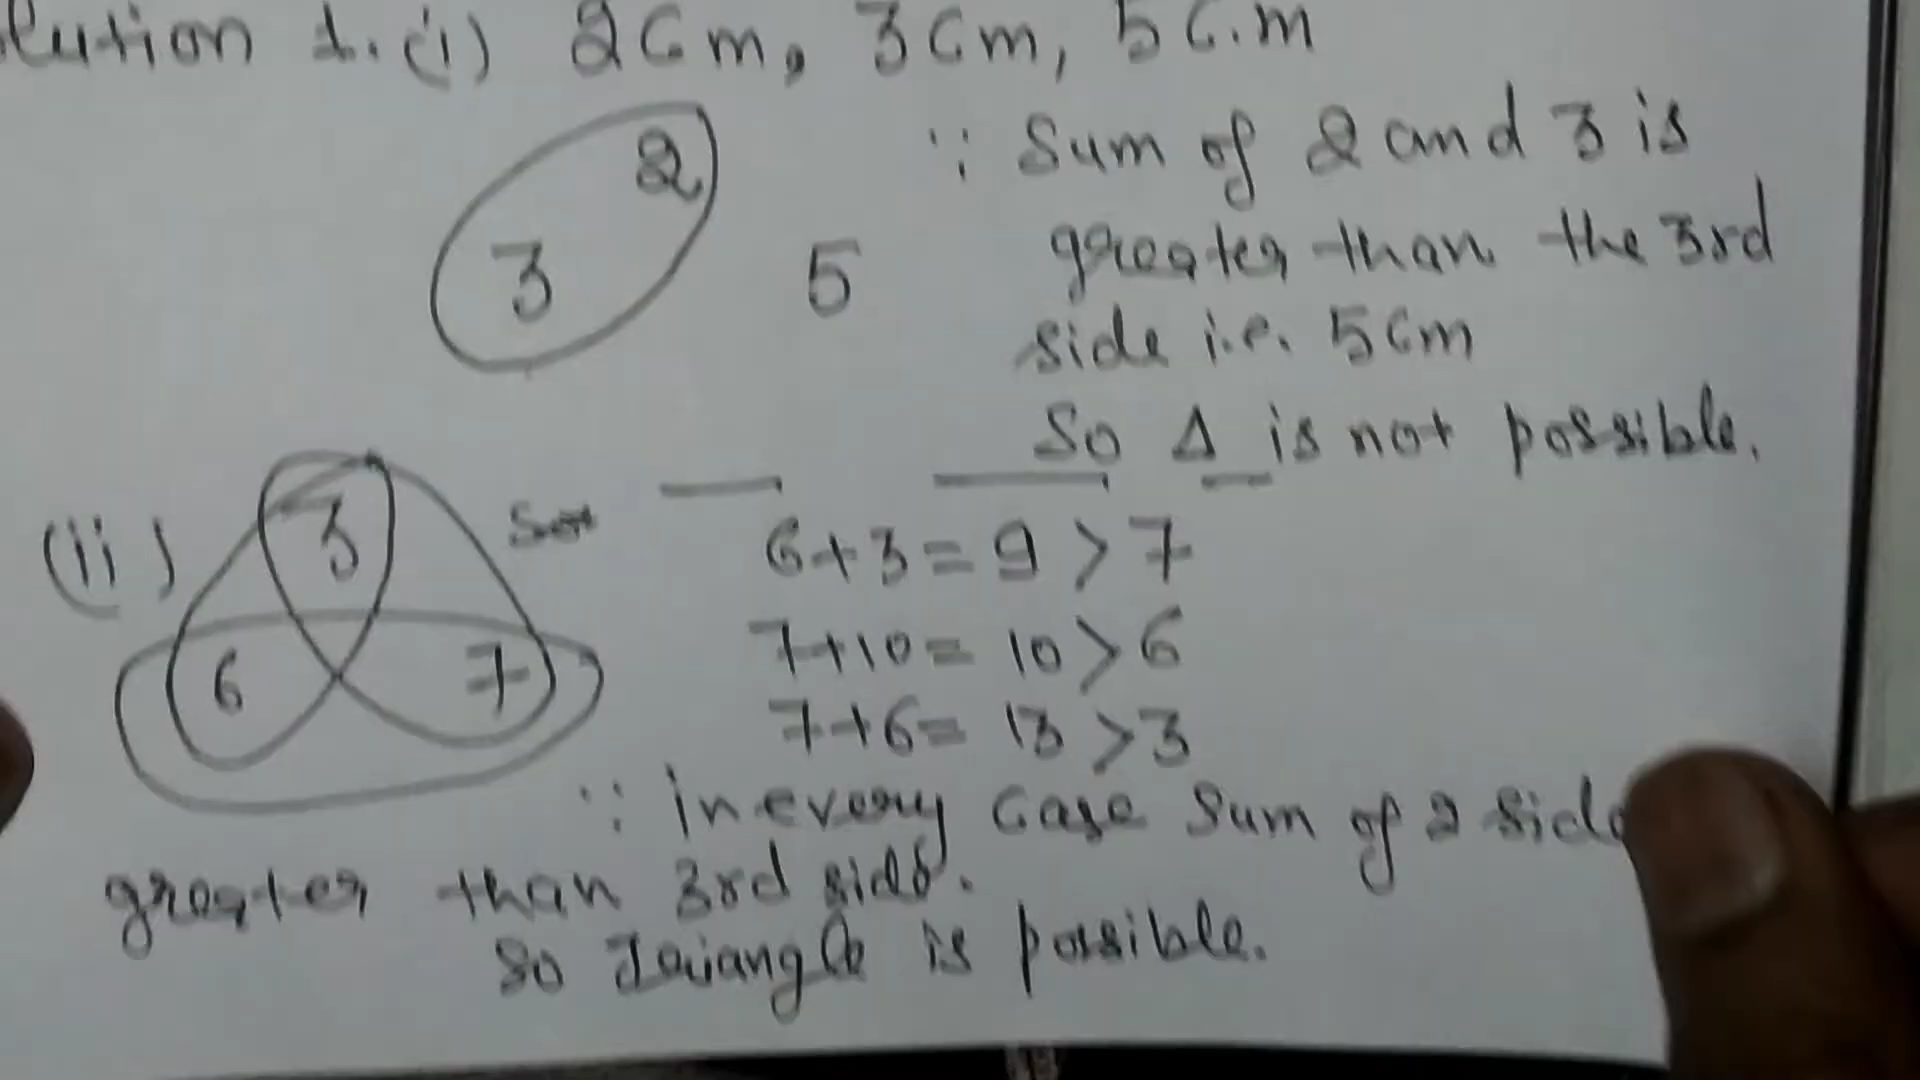 lution 1. (i) 2cm, 3cm, 5c.m
2
3
5
∵ Sum of 2 and 3 is
greater than the 3rd
side i.e. 5cm
So Δ is not possible.
(ii)
3
6
7
6+3= 9 > 7
7+10= 10 > 6
7+6= 13 > 3
∵ in every case Sum of 2 side
greater than 3rd side.
So Triangle is possible.